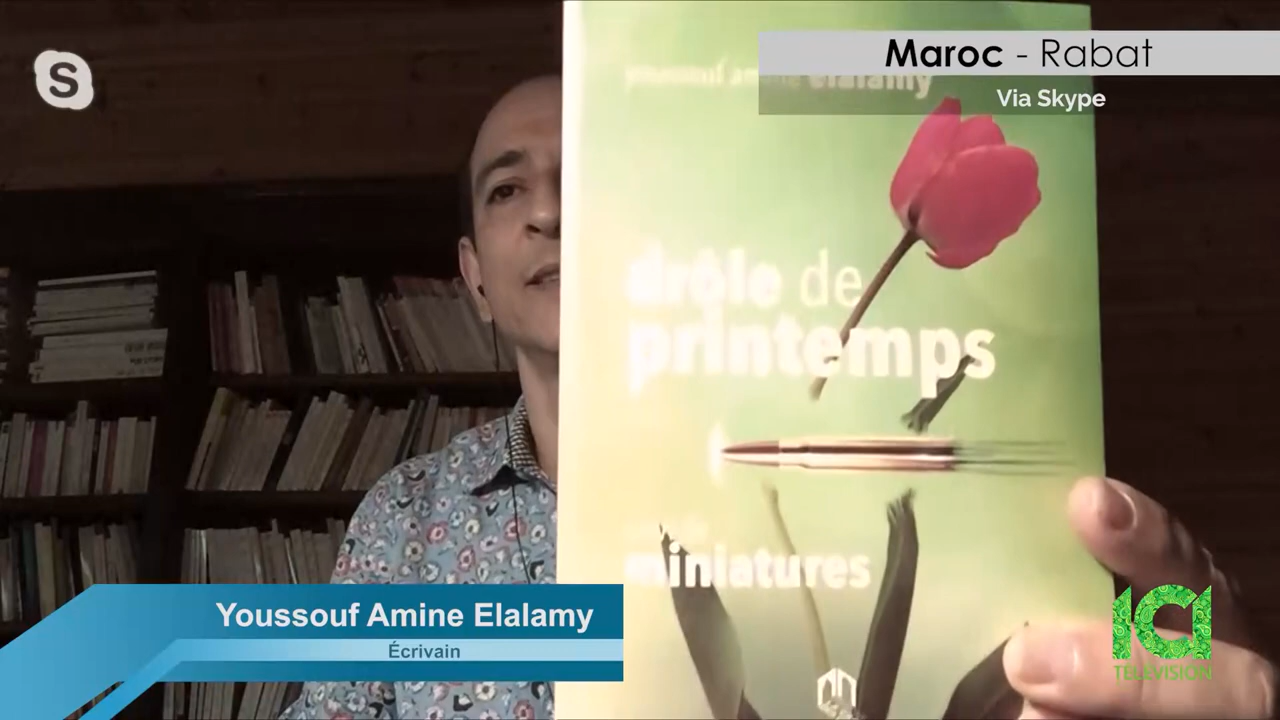 S
Maroc - Rabat
Via Skype
youssouf amine elalamy
drôle de
printemps
miniatures
Youssouf Amine Elalamy
Écrivain
ICI
TELEVISION